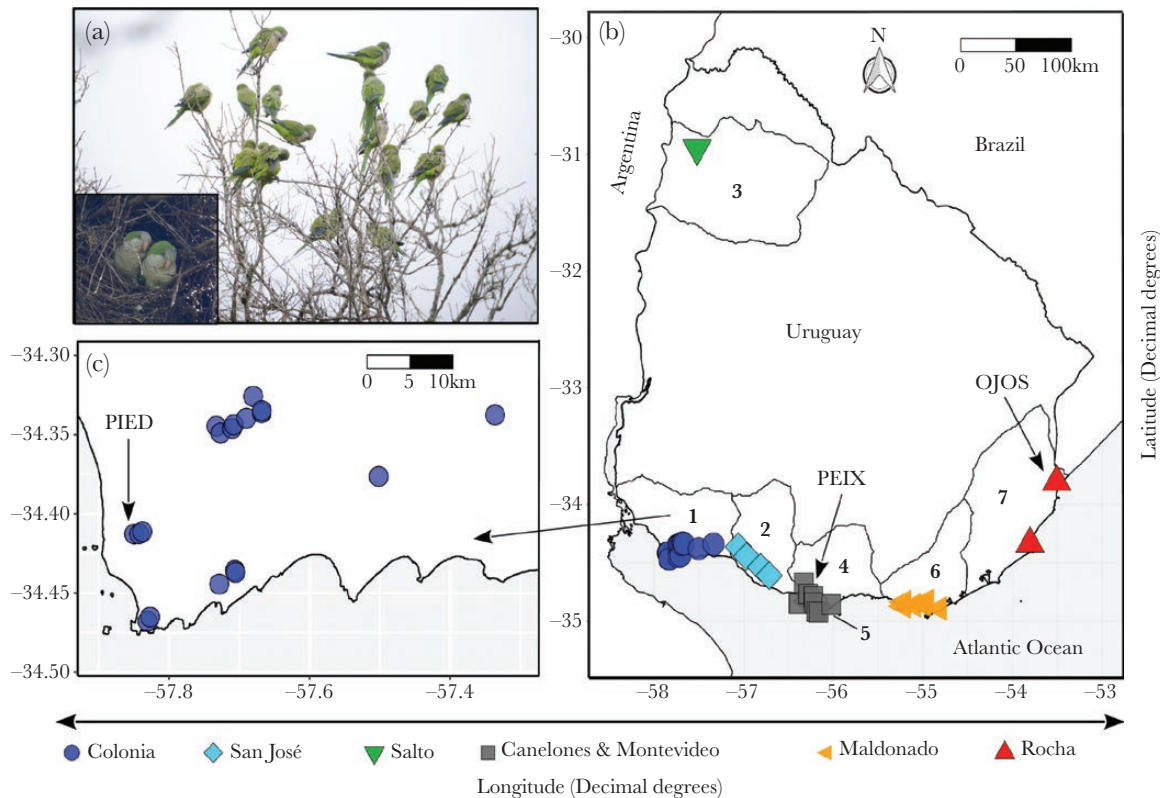 (a)
(b)
N
0 50 100km
−30
−31
−32
−33
−34
−35
Argentina
Brazil
3
Uruguay
OJOS
PEIX
7
1
2
4
6
5
Atlantic Ocean
−58 −57 −56 −55 −54 −53
Latitude (Decimal degrees)
(c)
0 5 10km
PIED
−34.30
−34.35
−34.40
−34.45
−34.50
−57.8 −57.6 −57.4
Colonia San José Salto Canelones & Montevideo Maldonado Rocha
Longitude (Decimal degrees)